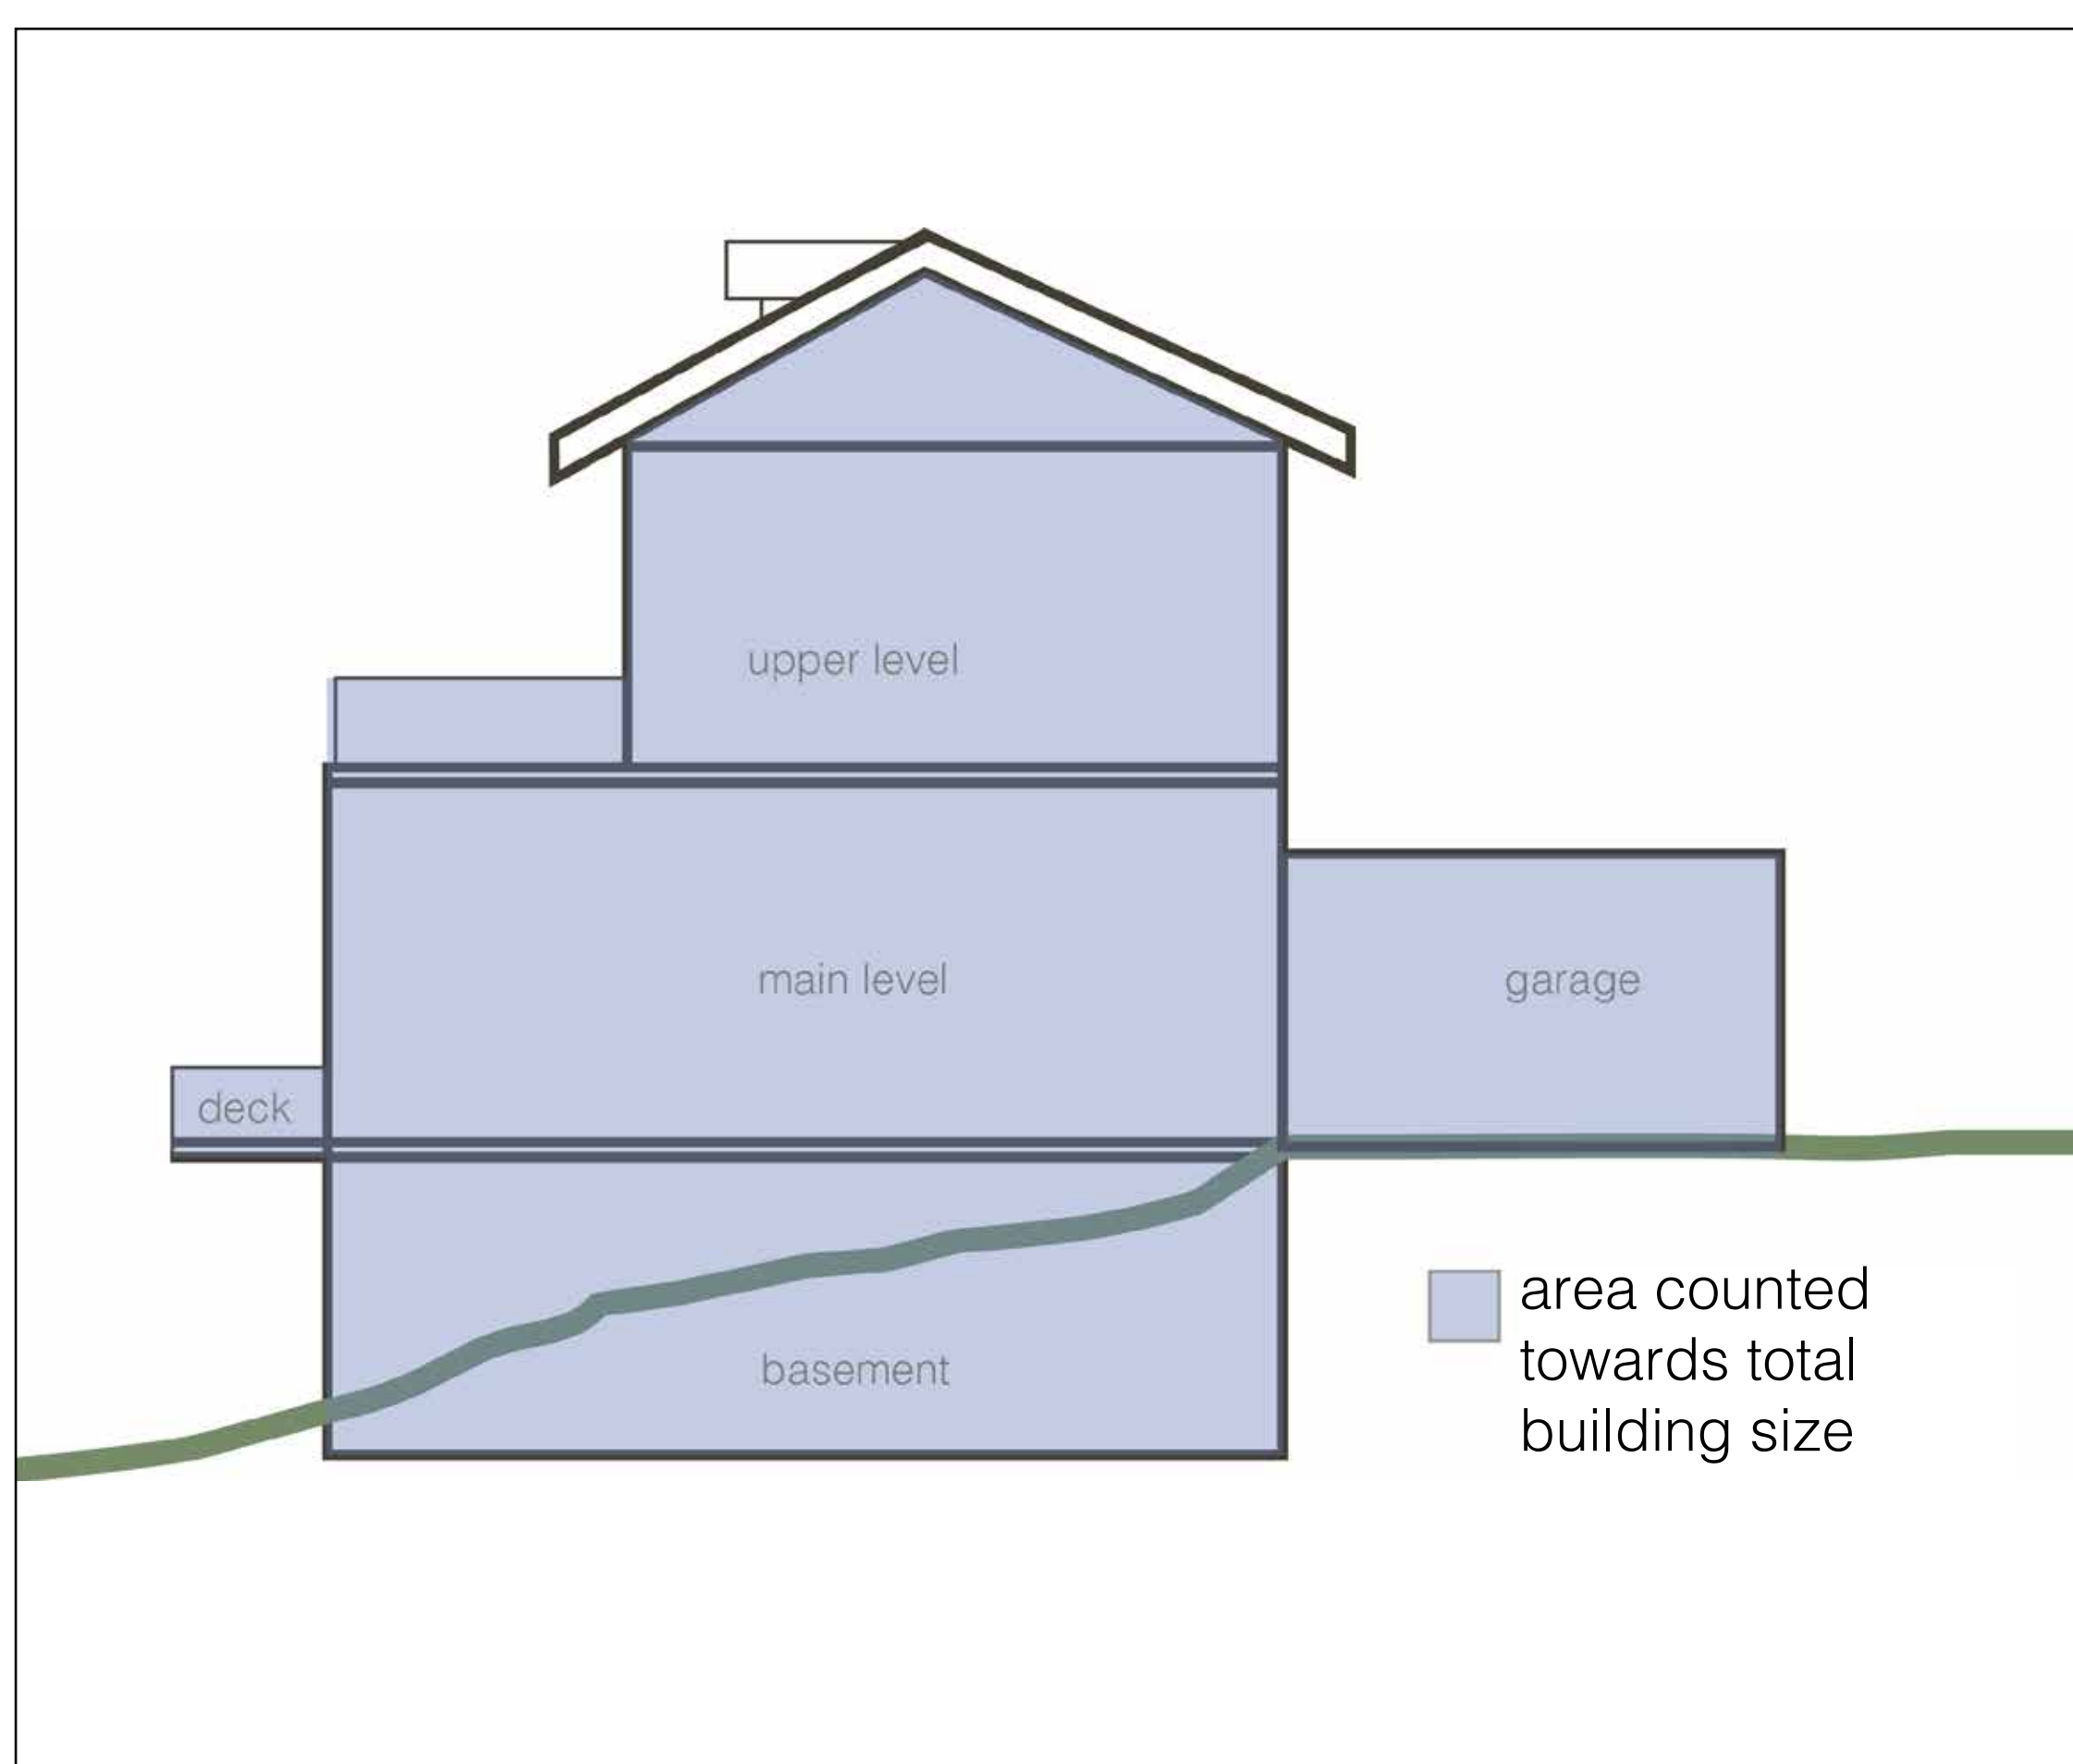 upper level
main level
garage
deck
area counted
towards total
building size
basement